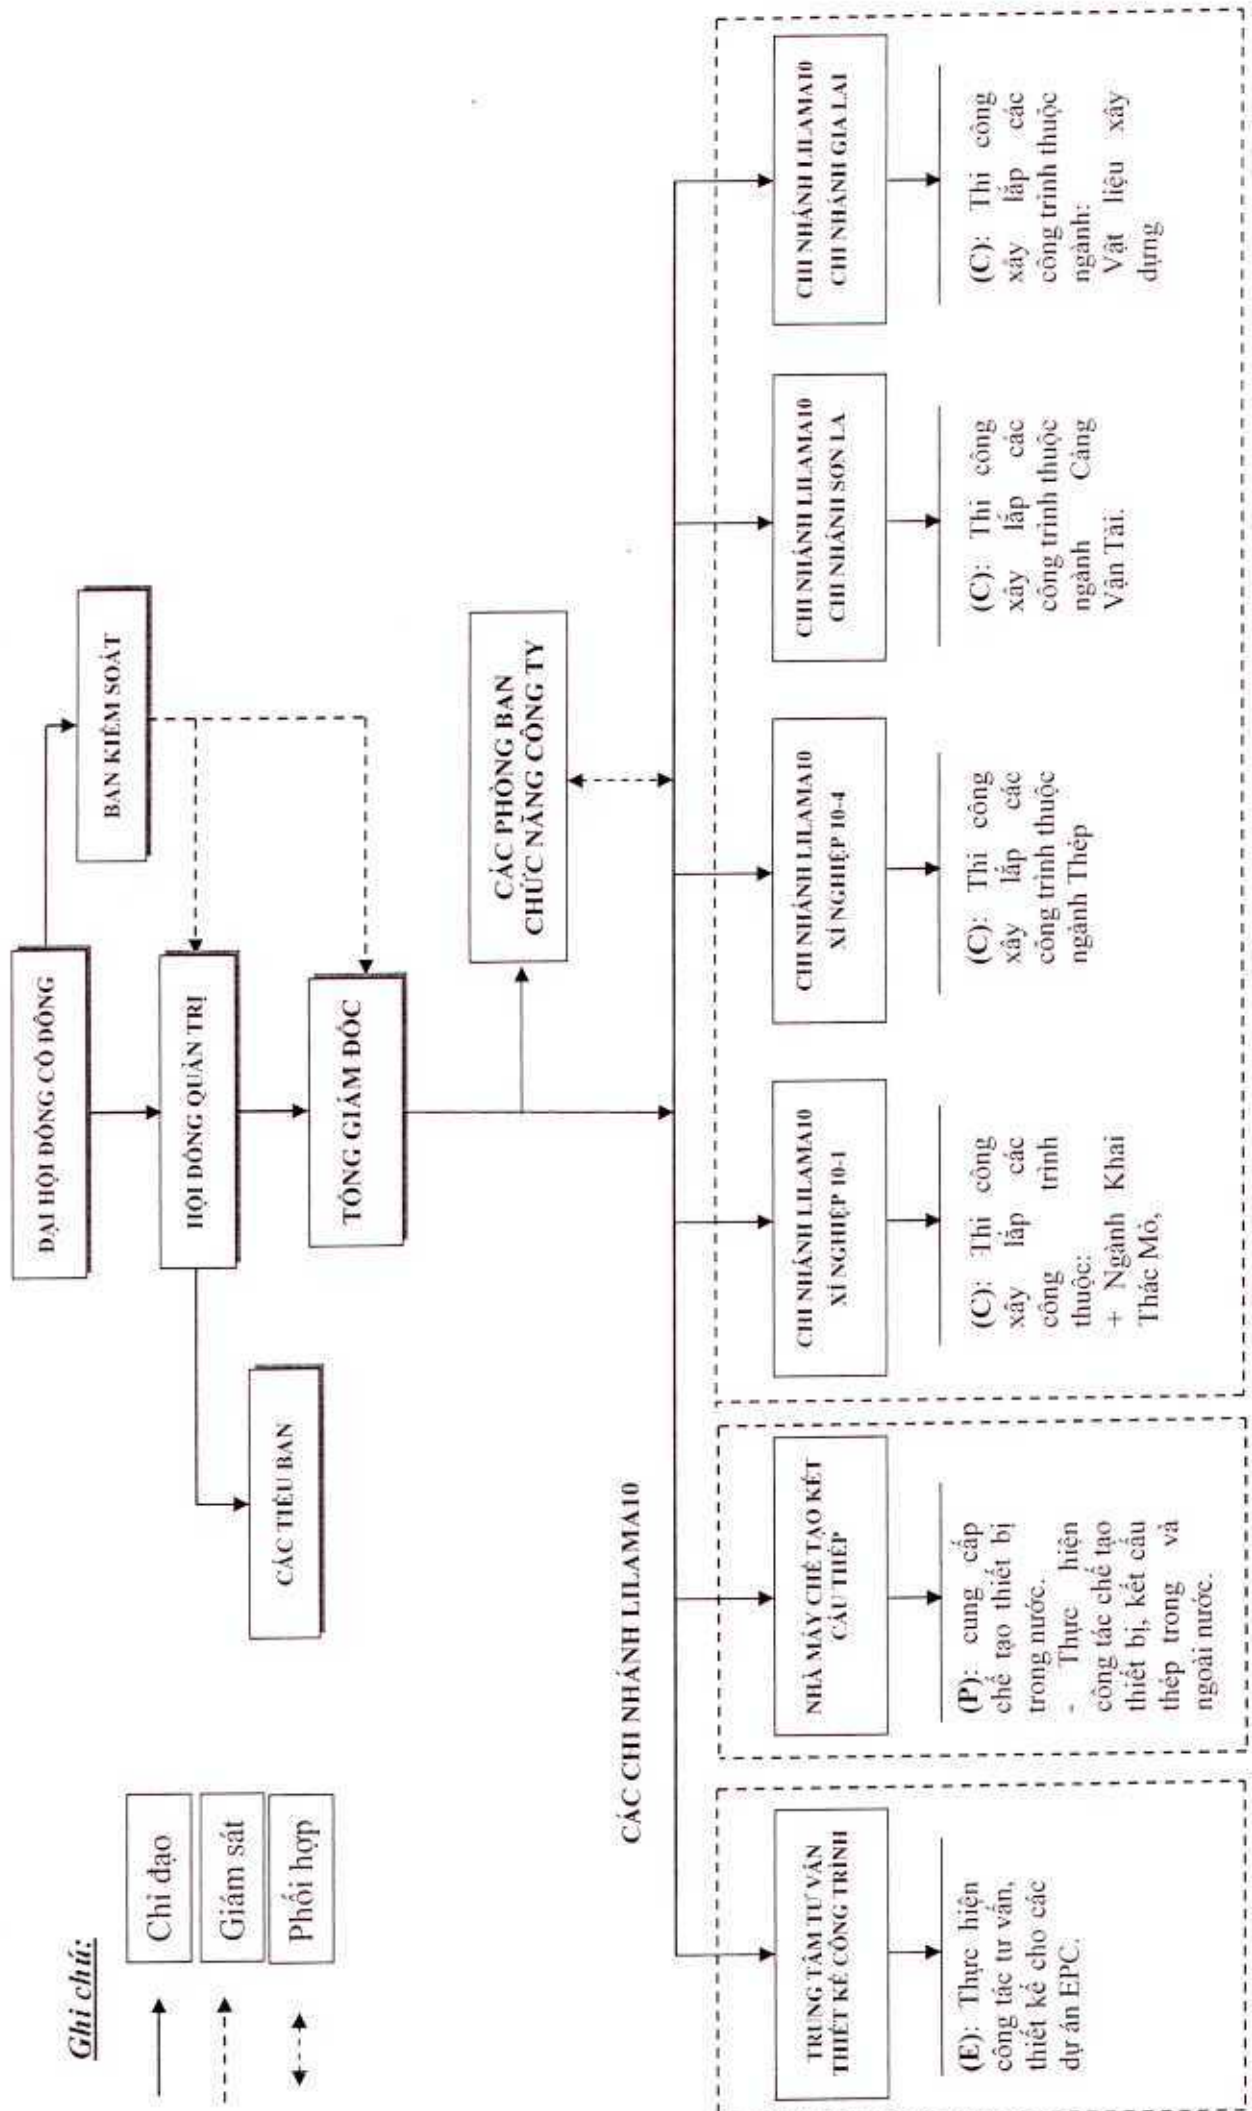 Ghi chú:
Chỉ đạo
Giám sát
Phối hợp
ĐẠI HỘI ĐỒNG CỔ ĐÔNG
BAN KIỂM SOÁT
HỘI ĐỒNG QUẢN TRỊ
CÁC TIỂU BAN
TỔNG GIÁM ĐỐC
CÁC PHÒNG BAN
CHỨC NĂNG CÔNG TY
CÁC CHI NHÁNH LILAMA10
TRUNG TÂM TƯ VẤN
THIẾT KẾ CÔNG TRÌNH
(E): Thực hiện
công tác tư vấn,
thiết kế cho các
dự án EPC.
NHÀ MÁY CHẾ TẠO KẾT
CẤU THÉP
(P): cung cấp
chế tạo thiết bị
trong nước.
- Thực hiện
công tác chế tạo
thiết bị, kết cấu
thép trong và
ngoài nước.
CHI NHÁNH LILAMA10
XÍ NGHIỆP 10-1
(C): Thi công
xây lắp các
công trình
thuộc:
+ Ngành Khai
Thác Mỏ,
CHI NHÁNH LILAMA10
XÍ NGHIỆP 10-4
(C): Thi công
xây lắp các
công trình thuộc
ngành Thép
CHI NHÁNH LILAMA10
CHI NHÁNH SƠN LA
(C): Thi công
xây lắp các
công trình thuộc
ngành Cảng
Vận Tải.
CHI NHÁNH LILAMA10
CHI NHÁNH GIA LAI
(C): Thi công
xây lắp các
công trình thuộc
ngành:
Vật liệu xây
dựng